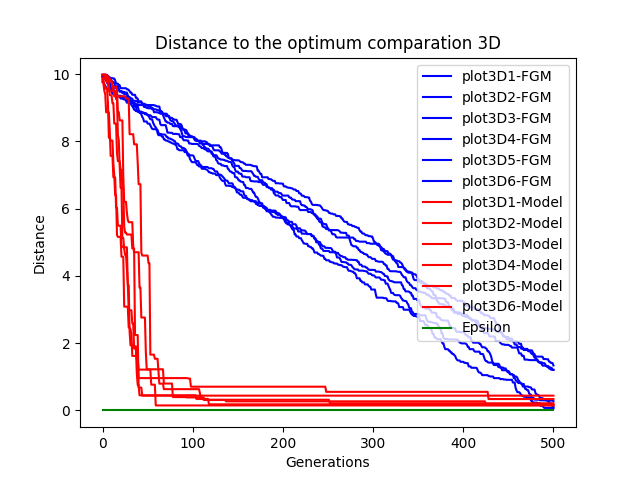 Distance to the optimum comparation 3D
plot3D1-FGM
plot3D2-FGM
plot3D3-FGM
plot3D4-FGM
plot3D5-FGM
plot3D6-FGM
plot3D1-Model
plot3D2-Model
plot3D3-Model
plot3D4-Model
plot3D5-Model
plot3D6-Model
Epsilon
Distance
10
8
6
4
2
0
0 100 200 300 400 500
Generations